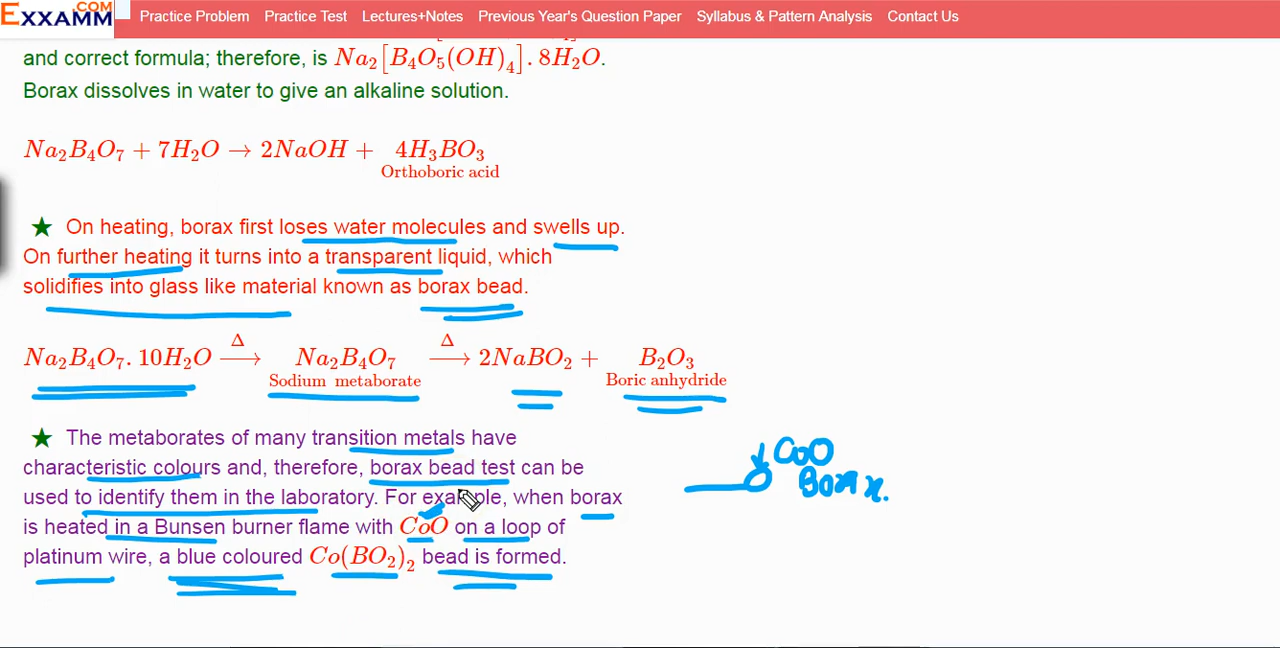 EXXAMM .COM
Practice Problem Practice Test Lectures+Notes Previous Year's Question Paper Syllabus & Pattern Analysis Contact Us
and correct formula; therefore, is Na₂[B₄O₅(OH)₄].8H₂O.
Borax dissolves in water to give an alkaline solution.
Na₂B₄O₇ + 7H₂O → 2NaOH + 4H₃BO₃
Orthoboric acid
★ On heating, borax first loses water molecules and swells up.
On further heating it turns into a transparent liquid, which
solidifies into glass like material known as borax bead.
Δ Δ
Na₂B₄O₇.10H₂O → Na₂B₄O₇ → 2NaBO₂ + B₂O₃
Sodium metaborate Boric anhydride
★ The metaborates of many transition metals have
characteristic colours and, therefore, borax bead test can be
used to identify them in the laboratory. For example, when borax
is heated in a Bunsen burner flame with CoO on a loop of
platinum wire, a blue coloured Co(BO₂)₂ bead is formed.
CoO
Borax.